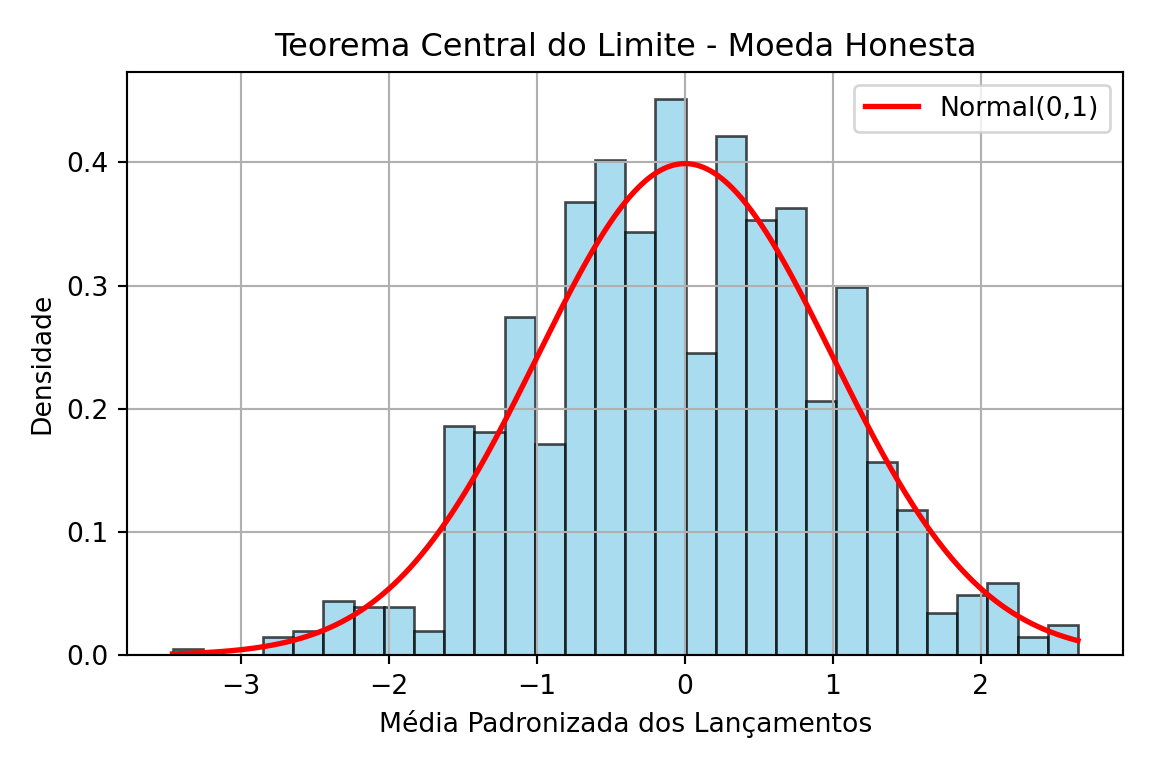 Teorema Central do Limite - Moeda Honesta
Normal(0,1)
Densidade
0.4
0.3
0.2
0.1
0.0
−3
−2
−1
0
1
2
Média Padronizada dos Lançamentos